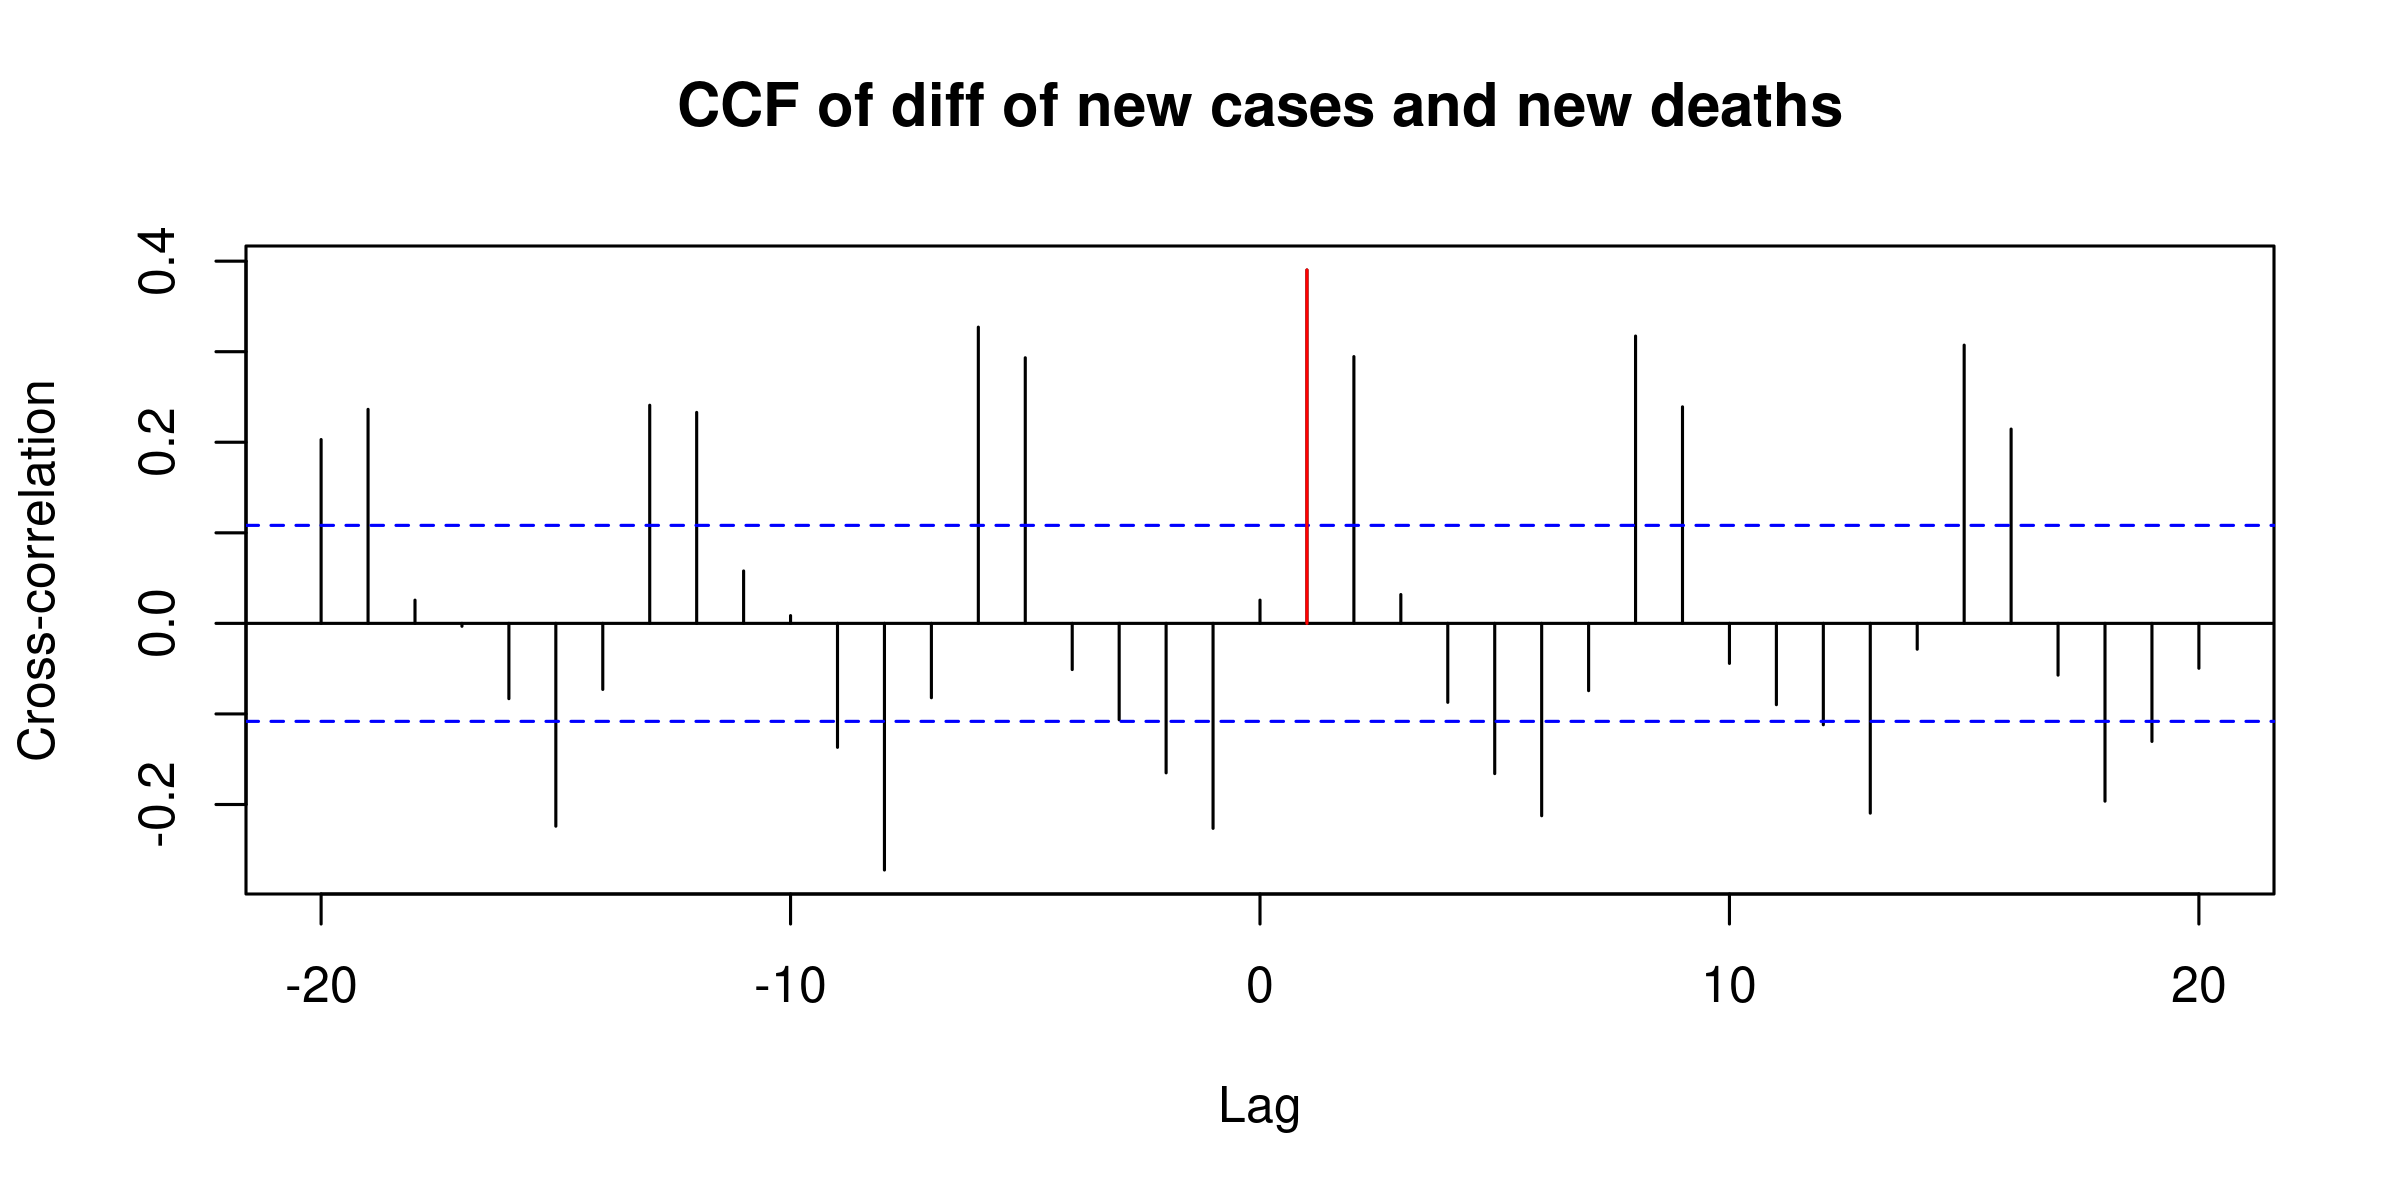 CCF of diff of new cases and new deaths
Cross-correlation
0.4
0.2
0.0
-0.2
-20 -10 0 10 20
Lag